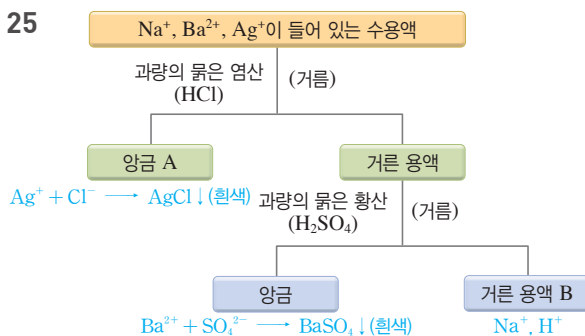 25
Na⁺, Ba²⁺, Ag⁺이 들어 있는 수용액
과량의 묽은 염산
(HCl)
(거름)
앙금 A
거른 용액
Ag⁺ + Cl⁻ ⟶ AgCl↓(흰색)
과량의 묽은 황산
(H₂SO₄)
(거름)
앙금
거른 용액 B
Ba²⁺ + SO₄²⁻ ⟶ BaSO₄↓(흰색)
Na⁺, H⁺